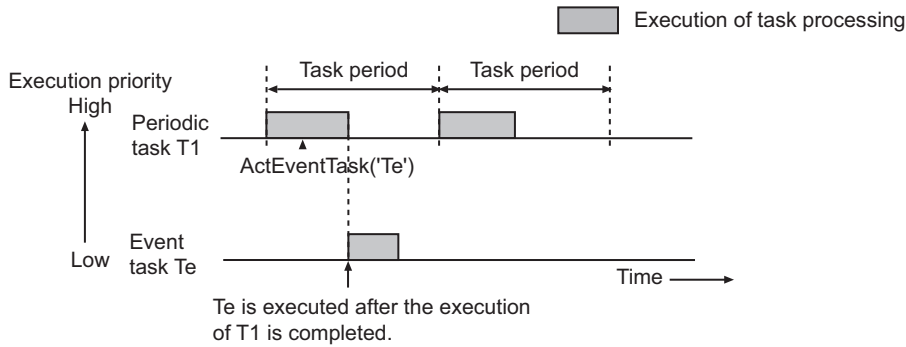 Execution of task processing
Execution priority
High
Task period
Task period
Periodic
task T1
ActEventTask('Te')
Low
Event
task Te
Time
Te is executed after the execution
of T1 is completed.